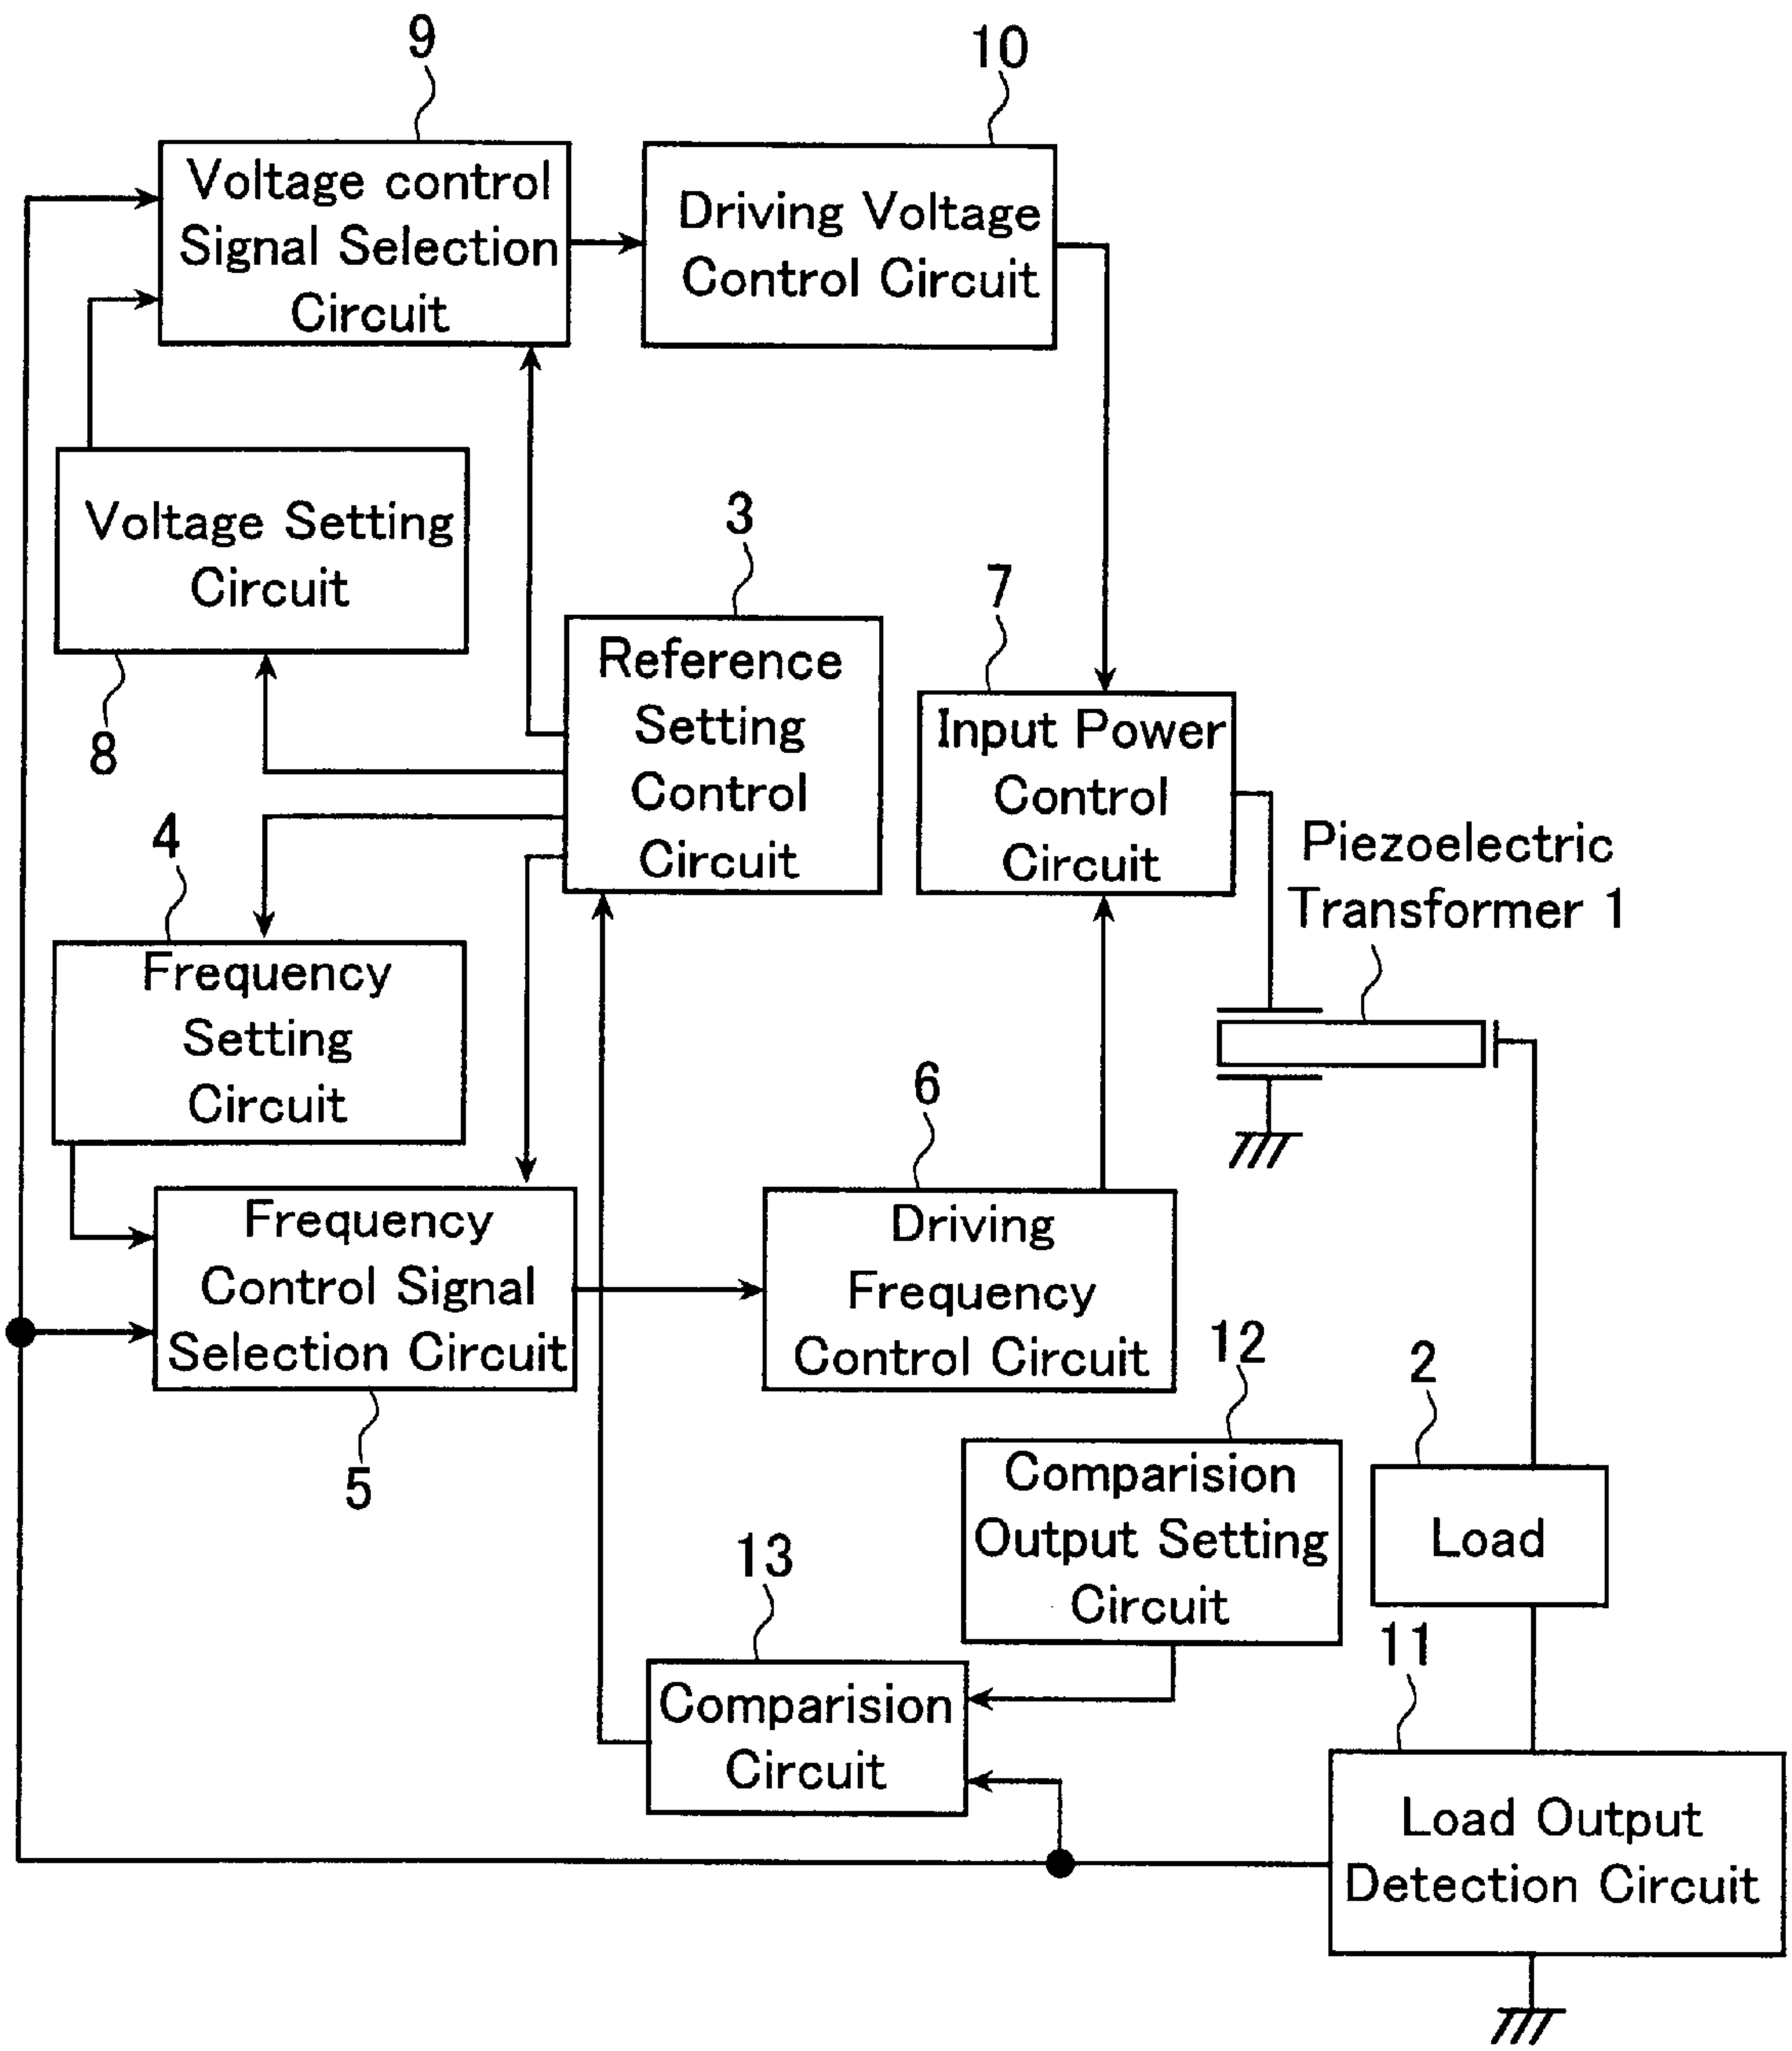 9
10
Voltage control
Signal Selection
Circuit
Driving Voltage
Control Circuit
Voltage Setting
Circuit
8
3
Reference
Setting
Control
Circuit
7
Input Power
Control
Circuit
Piezoelectric
Transformer 1
4
Frequency
Setting
Circuit
6
Frequency
Control Signal
Selection Circuit
5
Driving
Frequency
Control Circuit
12
Comparision
Output Setting
Circuit
2
Load
13
Comparision
Circuit
11
Load Output
Detection Circuit